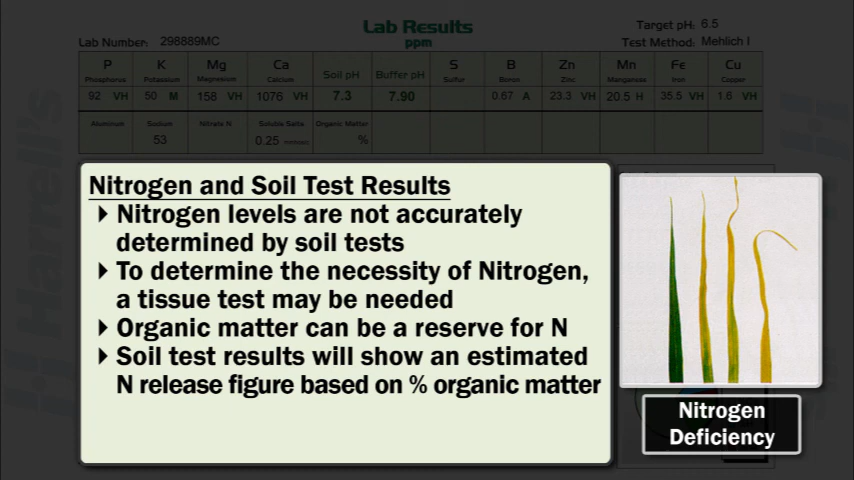 Lab Results
ppm
Lab Number: 298889MC
Target pH: 6.5
Test Method: Mehlich I
P K Mg Ca Soil pH Buffer pH S B Zn Mn Fe Cu
Phosphorus Potassium Magnesium Calcium Sulfur Boron Zinc Manganese Iron Copper
92 VH 50 M 158 VH 1076 VH 7.3 7.90 0.67 A 23.3 VH 20.5 H 35.5 VH 1.6 VH
Aluminum Sodium Nitrate N Soluble Salts Organic Matter
53 0.25 %
Harrell's
Nitrogen and Soil Test Results
Nitrogen levels are not accurately
determined by soil tests
To determine the necessity of Nitrogen,
a tissue test may be needed
Organic matter can be a reserve for N
Soil test results will show an estimated
N release figure based on % organic matter
Nitrogen
Deficiency